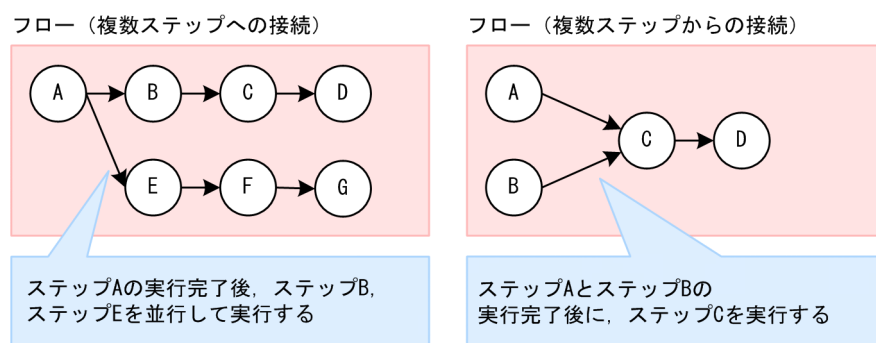 フロー（複数ステップへの接続）
A
B
C
D
E
F
G
ステップAの実行完了後，ステップB，
ステップEを並行して実行する
フロー（複数ステップからの接続）
A
B
C
D
ステップAとステップBの
実行完了後に，ステップCを実行する